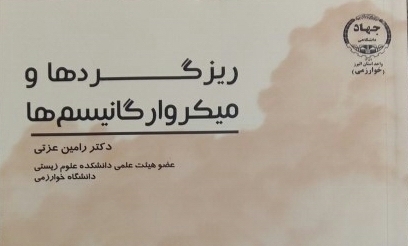 جهاد
دانشگاهی
واحد استان البرز
(خوارزمی)
ریزگردها و
میکروارگانیسم‌ها
دکتر رامین عزتی
عضو هیئت علمی دانشکده علوم زیستی
دانشگاه خوارزمی